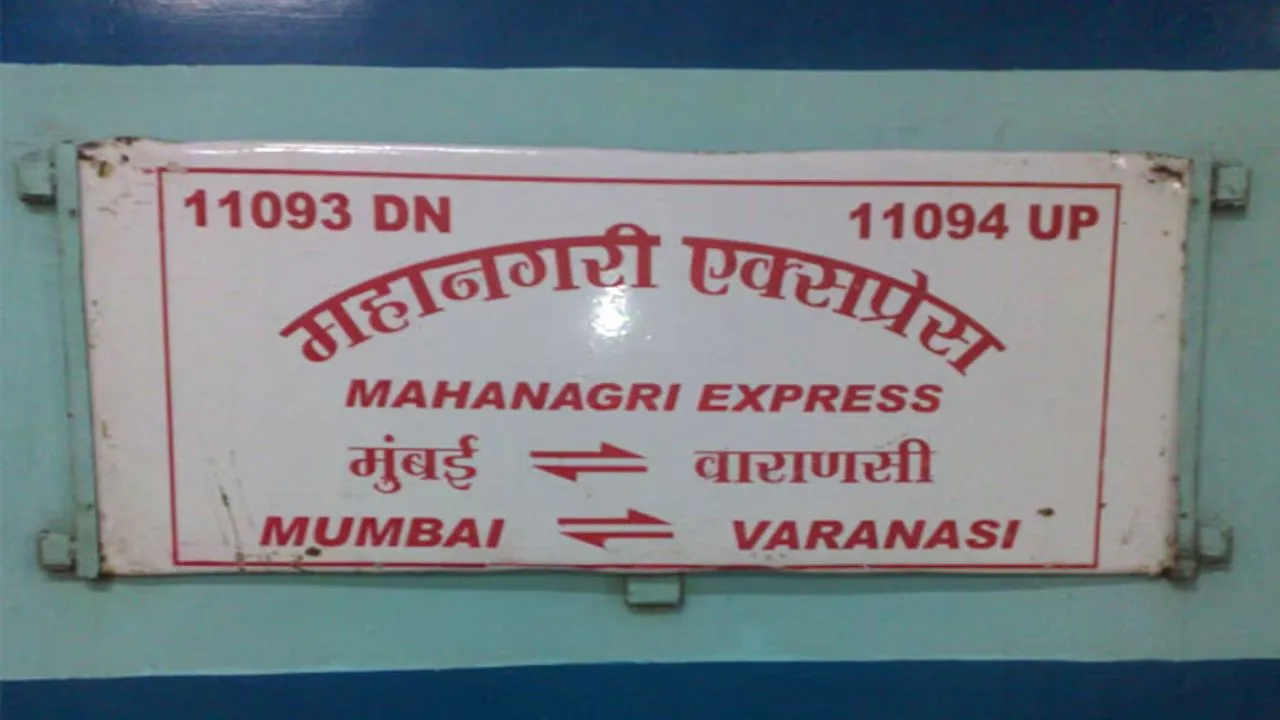 11093 DN 11094 UP
महानगरी एक्सप्रेस
MAHANAGRI EXPRESS
मुंबई ⇌ वाराणसी
MUMBAI ⇌ VARANASI